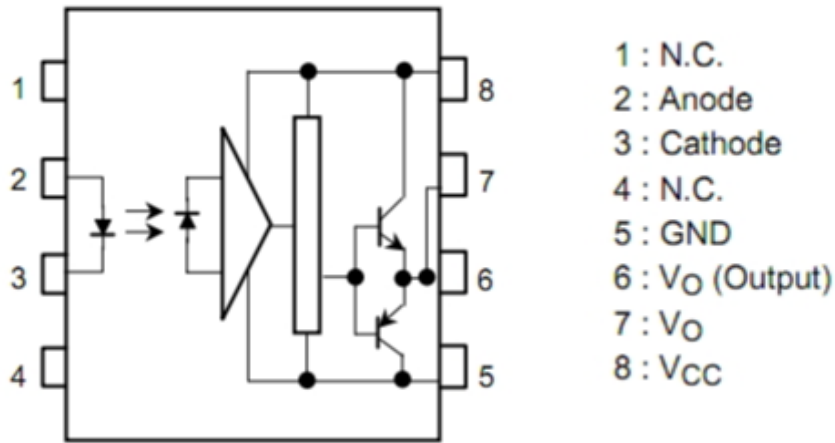 1
2
3
4
8
7
6
5
1 : N.C.
2 : Anode
3 : Cathode
4 : N.C.
5 : GND
6 : VO (Output)
7 : VO
8 : VCC